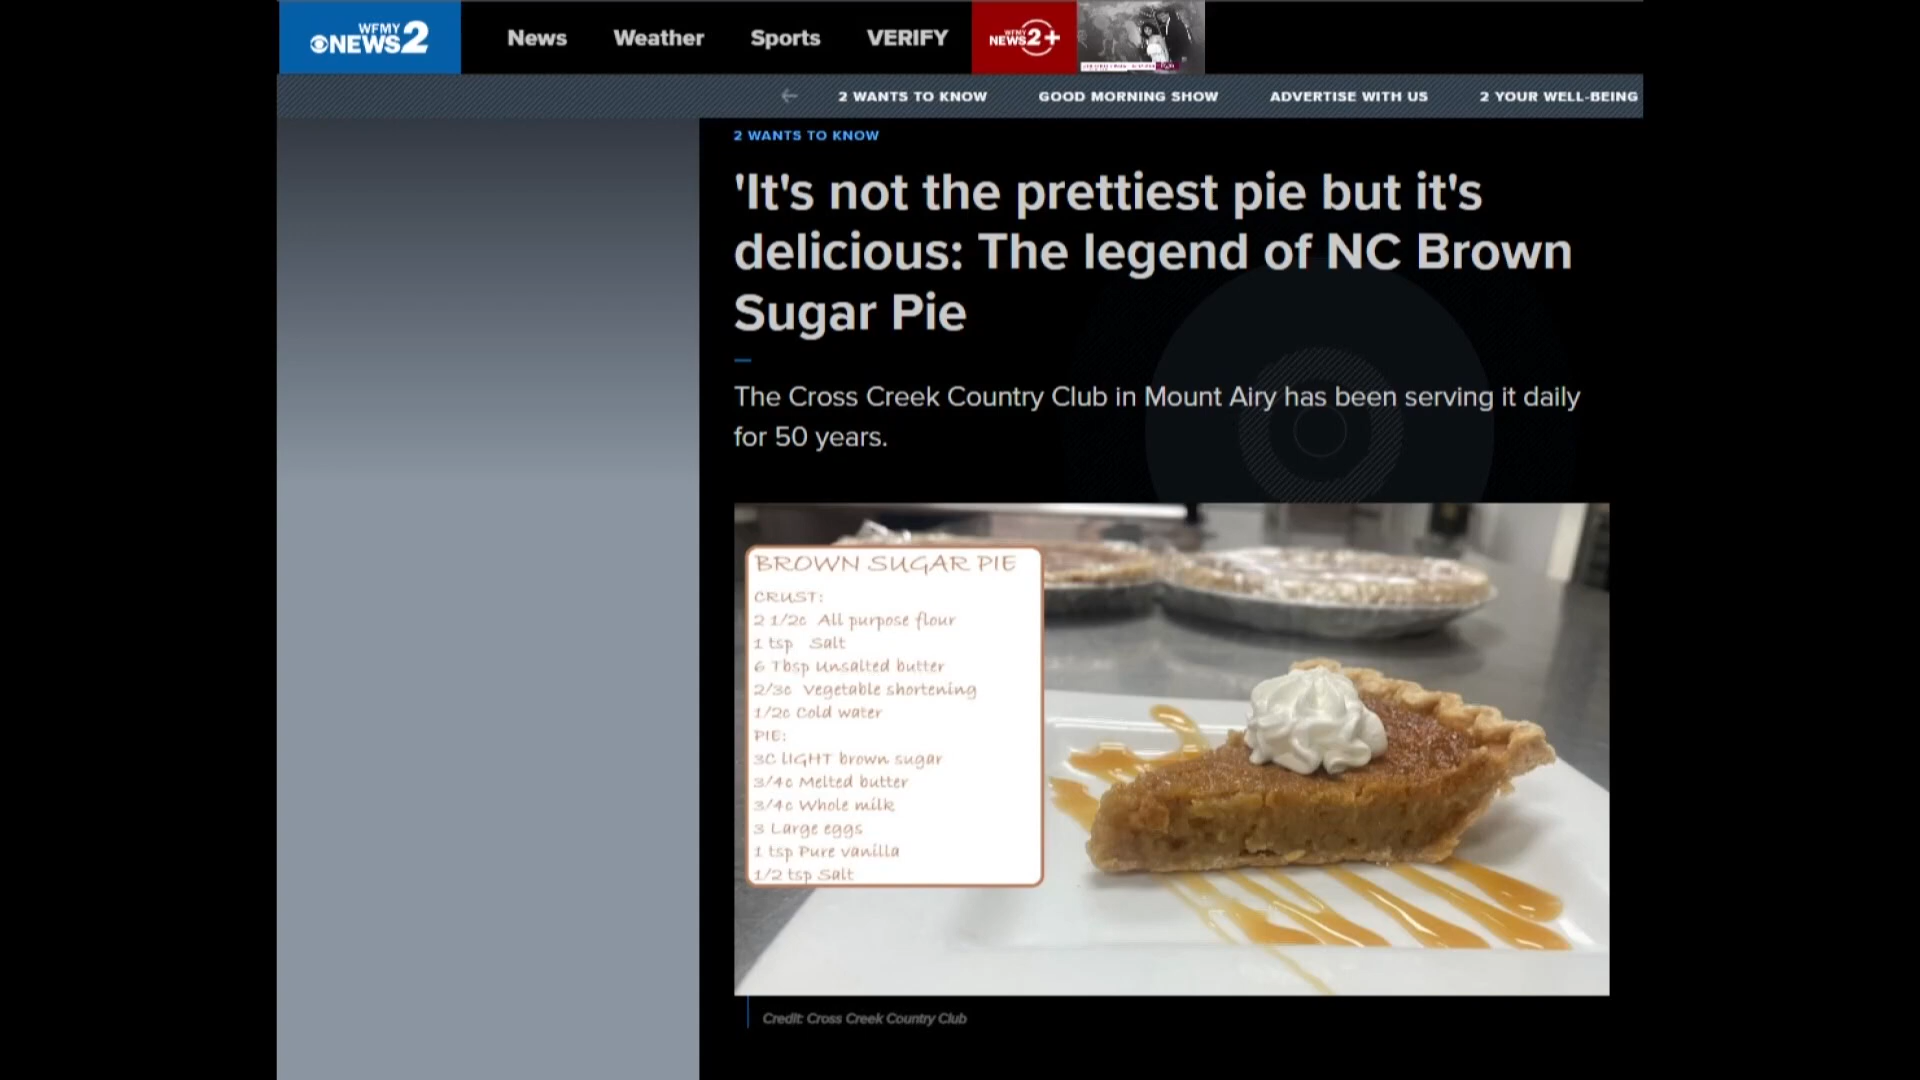 WFMY
NEWS 2
News Weather Sports VERIFY
WFMY
NEWS 2+
2 WANTS TO KNOW GOOD MORNING SHOW ADVERTISE WITH US 2 YOUR WELL-BEING
2 WANTS TO KNOW
'It's not the prettiest pie but it's
delicious: The legend of NC Brown
Sugar Pie
The Cross Creek Country Club in Mount Airy has been serving it daily
for 50 years.
BROWN SUGAR PIE
CRUST:
2 1/2c All purpose flour
1 tsp Salt
6 Tbsp Unsalted butter
2/3c Vegetable shortening
1/2c Cold water
PIE:
3C lIGHT brown sugar
3/4c Melted butter
3/4c Whole milk
3 Large eggs
1 tsp Pure vanilla
1/2 tsp Salt
Credit: Cross Creek Country Club